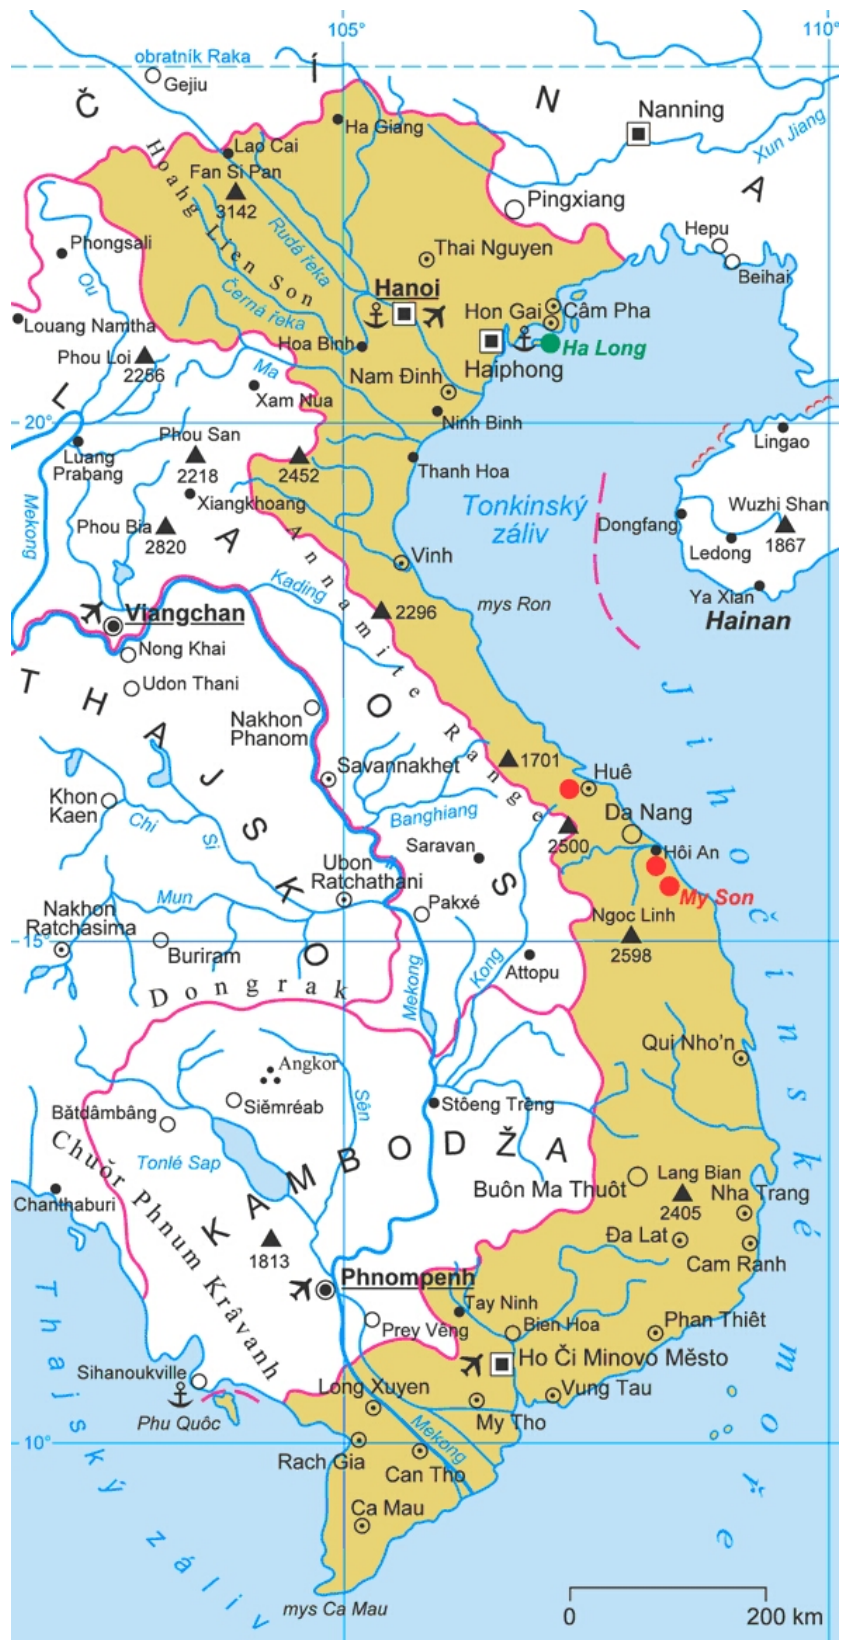 105°
110°
obratník Raka
Gejiu
Č
Í
N
A
Nanning
Xun Jiang
Ha Giang
Lao Cai
Fan Si Pan
3142
Hoahg Lien Son
Rudá řeka
Černá řeka
Pingxiang
Hepu
Beihai
Phongsali
Ou
Thai Nguyen
Hanoi
Hon Gai
Câm Pha
Louang Namtha
Phou Loi
2256
Hoa Binh
Haiphong
Ha Long
Ma
Xam Nua
Nam Đinh
Ninh Binh
20°
Lingao
Luang
Prabang
Phou San
2218
2452
Thanh Hoa
Xiangkhoang
Mekong
Phou Bia
2820
Tonkinský
záliv
Dongfang
Wuzhi Shan
1867
Ledong
Ya Xian
Hainan
Vinh
L
A
O
S
Annamite Range
Kading
2296
mys Ron
Viangchan
Nong Khai
Udon Thani
THAJSKO
Nakhon
Phanom
Savannakhet
1701
Huê
Khon
Kaen
Chi
Si
Banghiang
Da Nang
2500
Saravan
Hôi An
Ubon
Ratchathani
Mun
Pakxé
My Son
Nakhon
Ratchasima
Buriram
Ngoc Linh
2598
15°
Dongrak
Mekong
Kong
Attopu
Jihočínské moře
Qui Nho'n
Angkor
Siěmréab
Sên
Stôeng Trêng
Bătdâmbâng
Tonlé Sap
KAMBODŽA
Chuŏr Phnum Krâvanh
Chanthaburi
Buôn Ma Thuôt
Lang Bian
2405
Nha Trang
Đa Lat
Cam Ranh
1813
Phnompenh
Tay Ninh
Prey Vêng
Bien Hoa
Phan Thiêt
Ho Či Minovo Město
Sihanoukville
Phu Quôc
Long Xuyen
Vung Tau
My Tho
Mekong
10°
Rach Gia
Can Tho
Ca Mau
mys Ca Mau
Thajský záliv
0
200 km